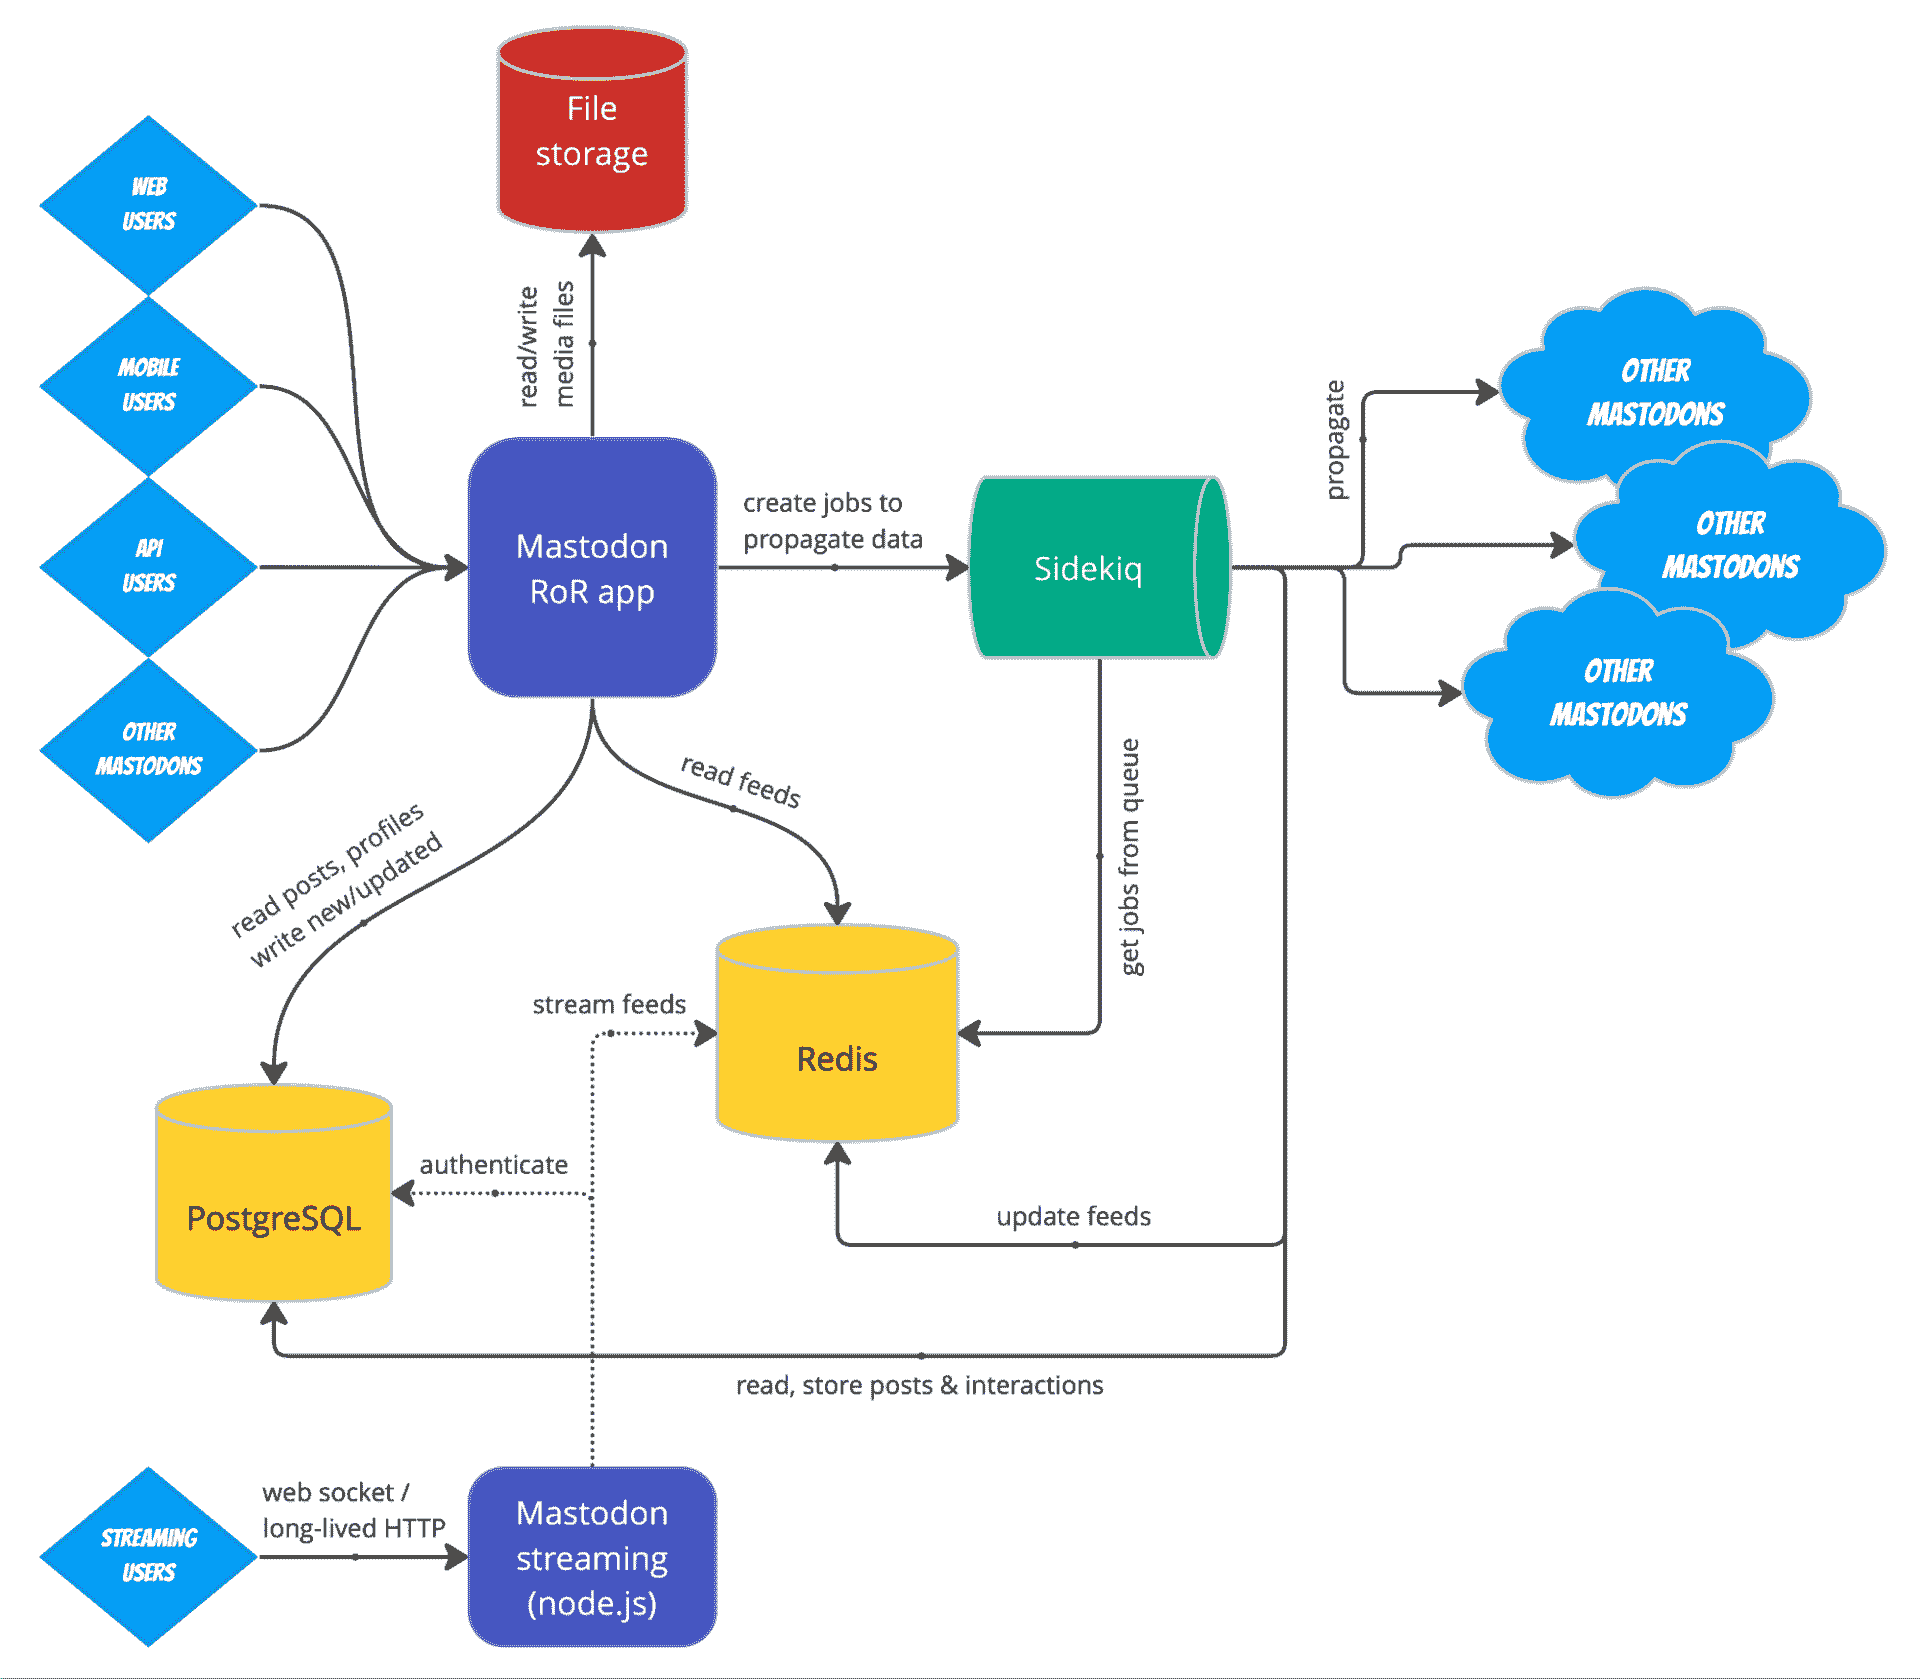 File
storage
WEB
USERS
read/write
media files
MOBILE
USERS
OTHER
MASTODONS
propagate
create jobs to
propagate data
OTHER
MASTODONS
API
USERS
Mastodon
RoR app
Sidekiq
OTHER
MASTODONS
OTHER
MASTODONS
read feeds
get jobs from queue
read posts, profiles
write new/updated
stream feeds
Redis
authenticate
PostgreSQL
update feeds
read, store posts & interactions
web socket /
long-lived HTTP
STREAMING
USERS
Mastodon
streaming
(node.js)